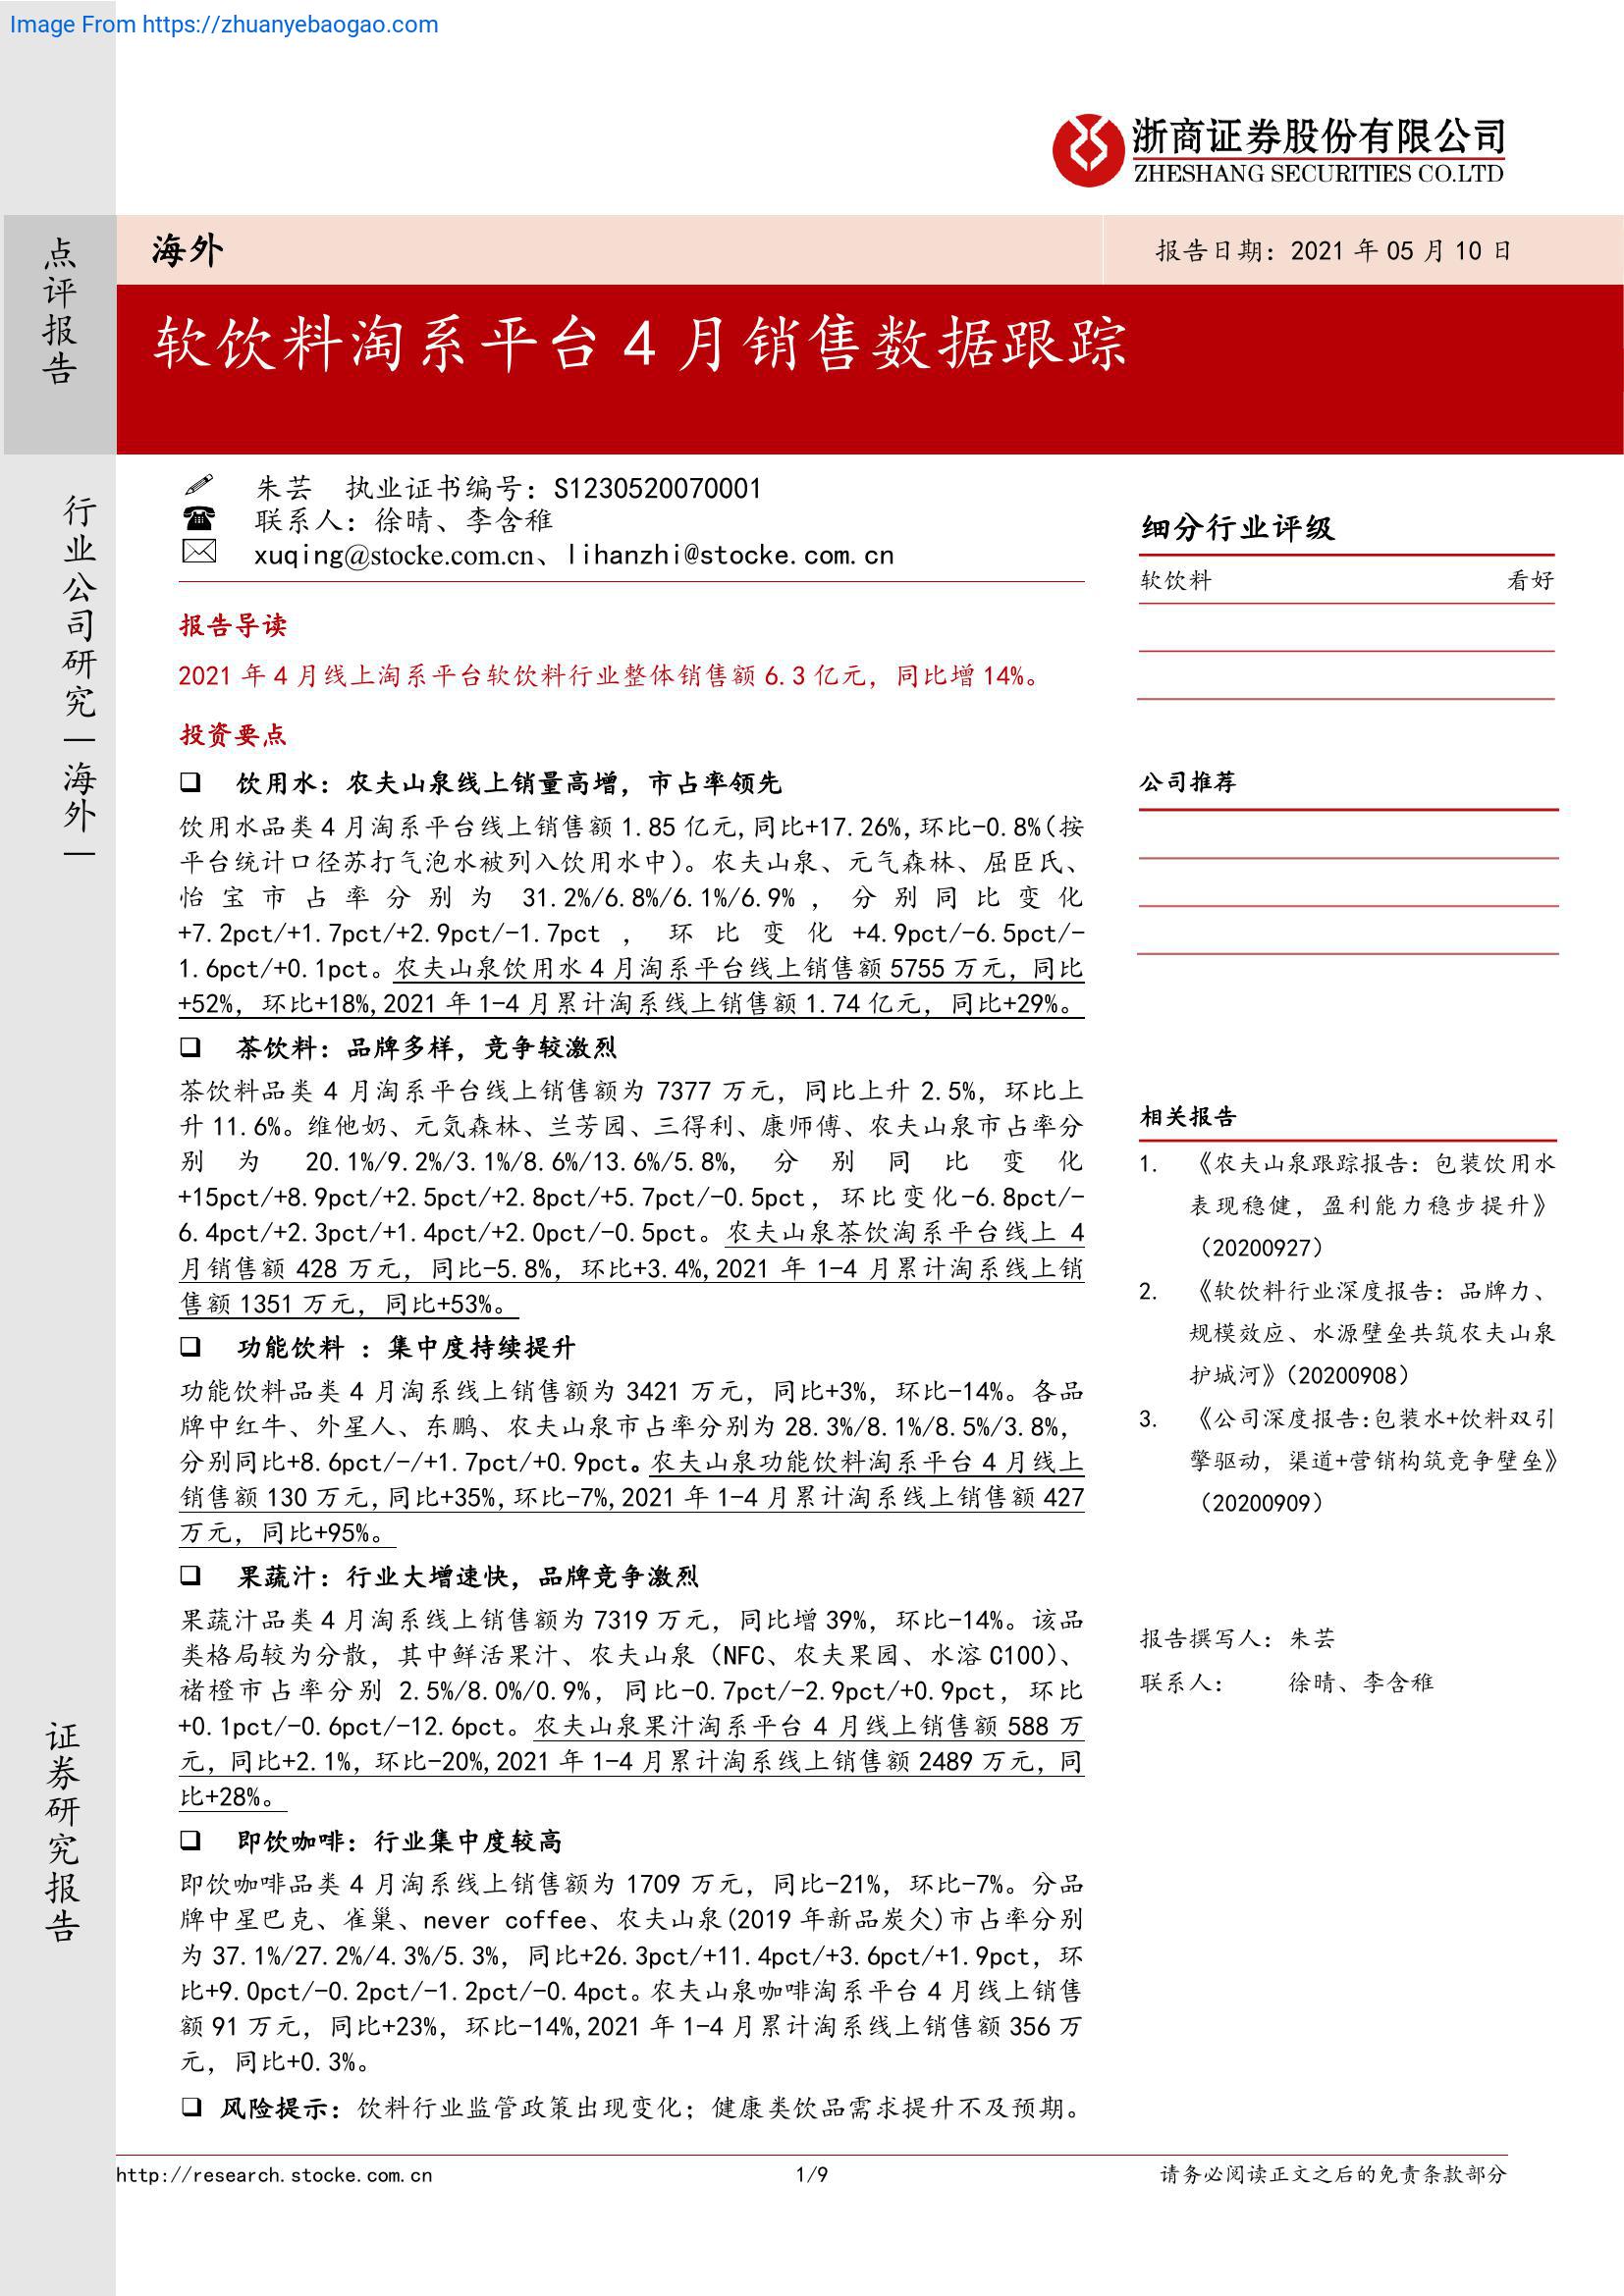 Image From https://zhuanyebaogao.com
浙商证券股份有限公司
ZHESHANG SECURITIES CO.LTD
点评报告
海外
报告日期：2021 年 05 月 10 日
软饮料淘系平台 4 月销售数据跟踪
行业公司研究｜海外｜
证券研究报告
朱芸 执业证书编号：S1230520070001
联系人：徐晴、李含稚
xuqing@stocke.com.cn、lihanzhi@stocke.com.cn
报告导读
2021 年 4 月线上淘系平台软饮料行业整体销售额 6.3 亿元，同比增 14%。
投资要点
❑ 饮用水：农夫山泉线上销量高增，市占率领先
饮用水品类 4 月淘系平台线上销售额 1.85 亿元,同比+17.26%,环比-0.8%(按
平台统计口径苏打气泡水被列入饮用水中)。农夫山泉、元气森林、屈臣氏、
怡宝市占率分别为 31.2%/6.8%/6.1%/6.9%，分别同比变化
+7.2pct/+1.7pct/+2.9pct/-1.7pct，环比变化+4.9pct/-6.5pct/-
1.6pct/+0.1pct。农夫山泉饮用水 4 月淘系平台线上销售额 5755 万元，同比
+52%，环比+18%,2021 年 1-4 月累计淘系线上销售额 1.74 亿元，同比+29%。
❑ 茶饮料：品牌多样，竞争较激烈
茶饮料品类 4 月淘系平台线上销售额为 7377 万元，同比上升 2.5%，环比上
升 11.6%。维他奶、元気森林、兰芳园、三得利、康师傅、农夫山泉市占率分
别为 20.1%/9.2%/3.1%/8.6%/13.6%/5.8%,分别同比变化
+15pct/+8.9pct/+2.5pct/+2.8pct/+5.7pct/-0.5pct，环比变化-6.8pct/-
6.4pct/+2.3pct/+1.4pct/+2.0pct/-0.5pct。农夫山泉茶饮淘系平台线上 4
月销售额 428 万元，同比-5.8%，环比+3.4%,2021 年 1-4 月累计淘系线上销
售额 1351 万元，同比+53%。
❑ 功能饮料 ：集中度持续提升
功能饮料品类 4 月淘系线上销售额为 3421 万元，同比+3%，环比-14%。各品
牌中红牛、外星人、东鹏、农夫山泉市占率分别为 28.3%/8.1%/8.5%/3.8%，
分别同比+8.6pct/-/+1.7pct/+0.9pct。农夫山泉功能饮料淘系平台 4 月线上
销售额 130 万元,同比+35%,环比-7%,2021 年 1-4 月累计淘系线上销售额 427
万元，同比+95%。
❑ 果蔬汁：行业大增速快，品牌竞争激烈
果蔬汁品类 4 月淘系线上销售额为 7319 万元，同比增 39%，环比-14%。该品
类格局较为分散，其中鲜活果汁、农夫山泉（NFC、农夫果园、水溶 C100）、
褚橙市占率分别 2.5%/8.0%/0.9%，同比-0.7pct/-2.9pct/+0.9pct，环比
+0.1pct/-0.6pct/-12.6pct。农夫山泉果汁淘系平台 4 月线上销售额 588 万
元，同比+2.1%，环比-20%,2021 年 1-4 月累计淘系线上销售额 2489 万元，同
比+28%。
❑ 即饮咖啡：行业集中度较高
即饮咖啡品类 4 月淘系线上销售额为 1709 万元，同比-21%，环比-7%。分品
牌中星巴克、雀巢、never coffee、农夫山泉(2019 年新品炭仌)市占率分别
为 37.1%/27.2%/4.3%/5.3%，同比+26.3pct/+11.4pct/+3.6pct/+1.9pct，环
比+9.0pct/-0.2pct/-1.2pct/-0.4pct。农夫山泉咖啡淘系平台 4 月线上销售
额 91 万元，同比+23%，环比-14%,2021 年 1-4 月累计淘系线上销售额 356 万
元，同比+0.3%。
❑ 风险提示：饮料行业监管政策出现变化；健康类饮品需求提升不及预期。
细分行业评级
软饮料 看好
公司推荐
相关报告
1. 《农夫山泉跟踪报告：包装饮用水
表现稳健，盈利能力稳步提升》
（20200927）
2. 《软饮料行业深度报告：品牌力、
规模效应、水源壁垒共筑农夫山泉
护城河》（20200908）
3. 《公司深度报告:包装水+饮料双引
擎驱动，渠道+营销构筑竞争壁垒》
（20200909）
报告撰写人：朱芸
联系人： 徐晴、李含稚
http://research.stocke.com.cn
1/9
请务必阅读正文之后的免责条款部分